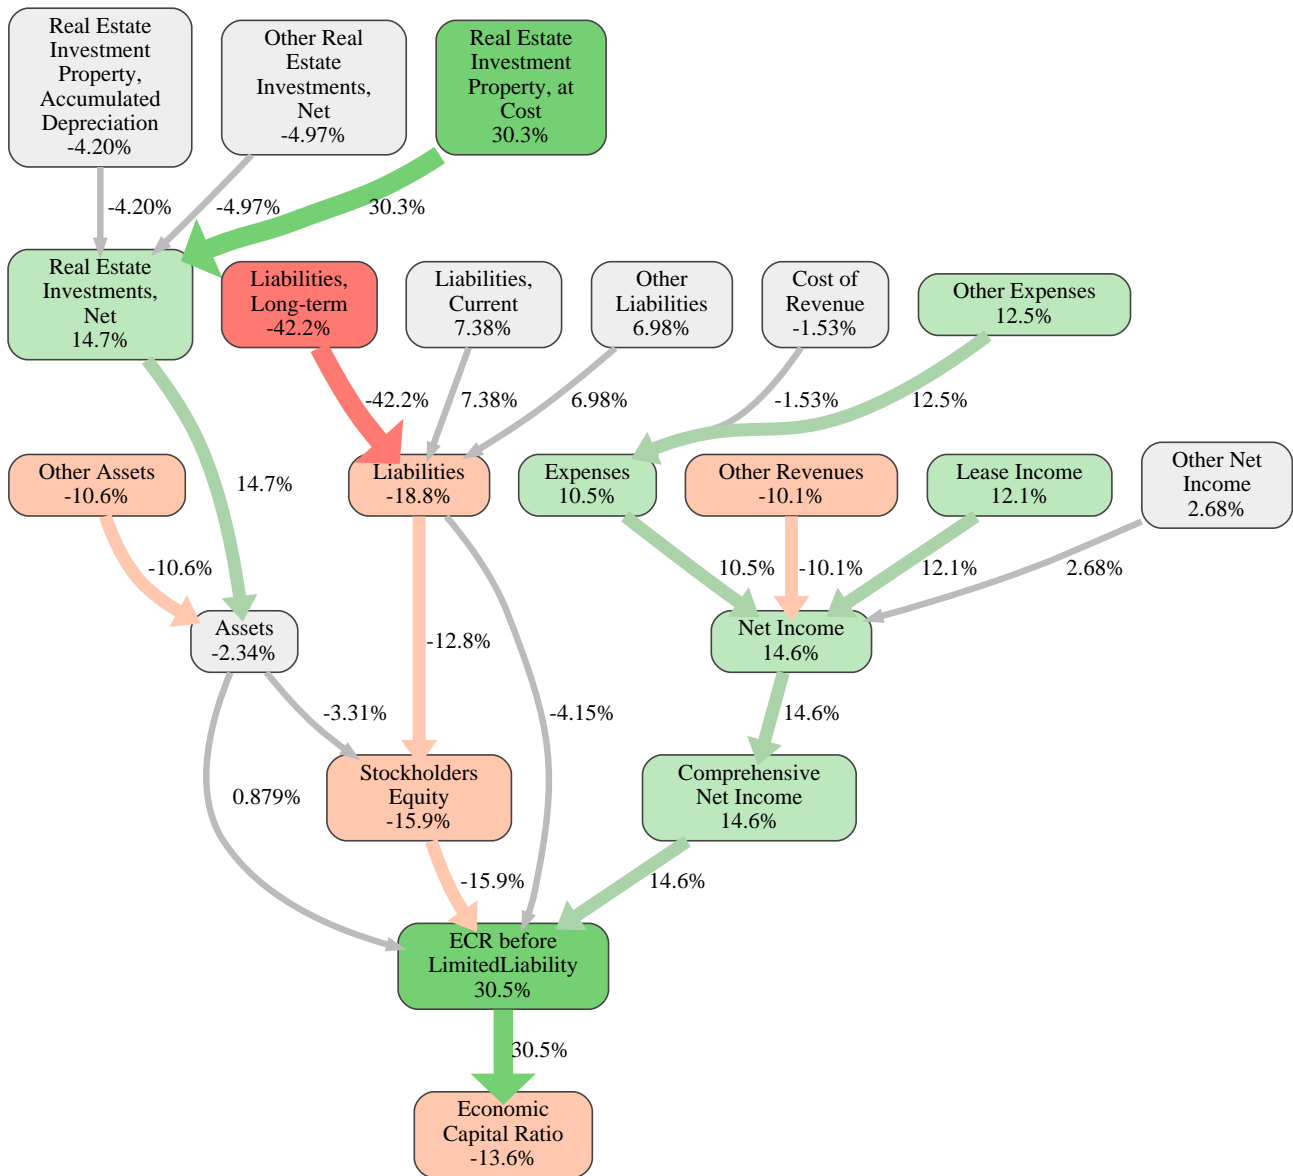 Real Estate
Investment
Property,
Accumulated
Depreciation
-4.20%
Other Real
Estate
Investments,
Net
-4.97%
Real Estate
Investment
Property, at
Cost
30.3%
-4.20%
-4.97%
30.3%
Real Estate
Investments,
Net
14.7%
Liabilities,
Long-term
-42.2%
Liabilities,
Current
7.38%
Other
Liabilities
6.98%
Cost of
Revenue
-1.53%
Other Expenses
12.5%
-42.2%
7.38%
6.98%
-1.53%
12.5%
Other Assets
-10.6%
14.7%
Liabilities
-18.8%
Expenses
10.5%
Other Revenues
-10.1%
Lease Income
12.1%
Other Net
Income
2.68%
-10.6%
10.5%
-10.1%
12.1%
2.68%
Assets
-2.34%
-12.8%
Net Income
14.6%
-3.31%
-4.15%
14.6%
0.879%
Stockholders
Equity
-15.9%
Comprehensive
Net Income
14.6%
-15.9%
14.6%
ECR before
LimitedLiability
30.5%
30.5%
Economic
Capital Ratio
-13.6%